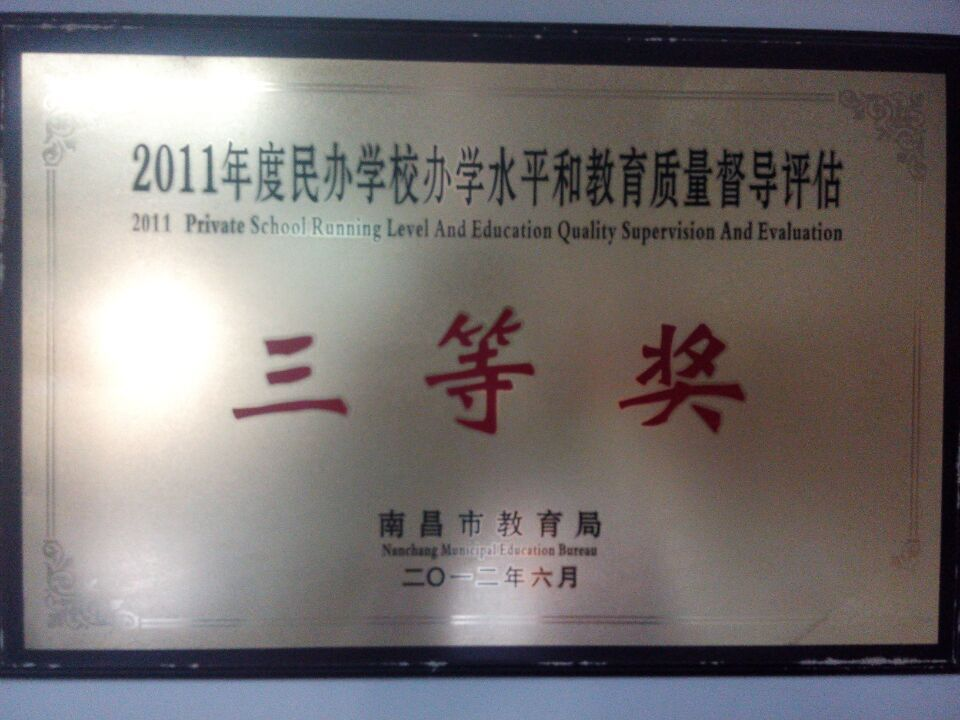 2011年度民办学校办学水平和教育质量督导评估
2011 Private School Running Level And Education Quality Supervision And Evaluation
三等奖
南昌市教育局
Nanchang Municipal Education Bureau
二〇一二年六月